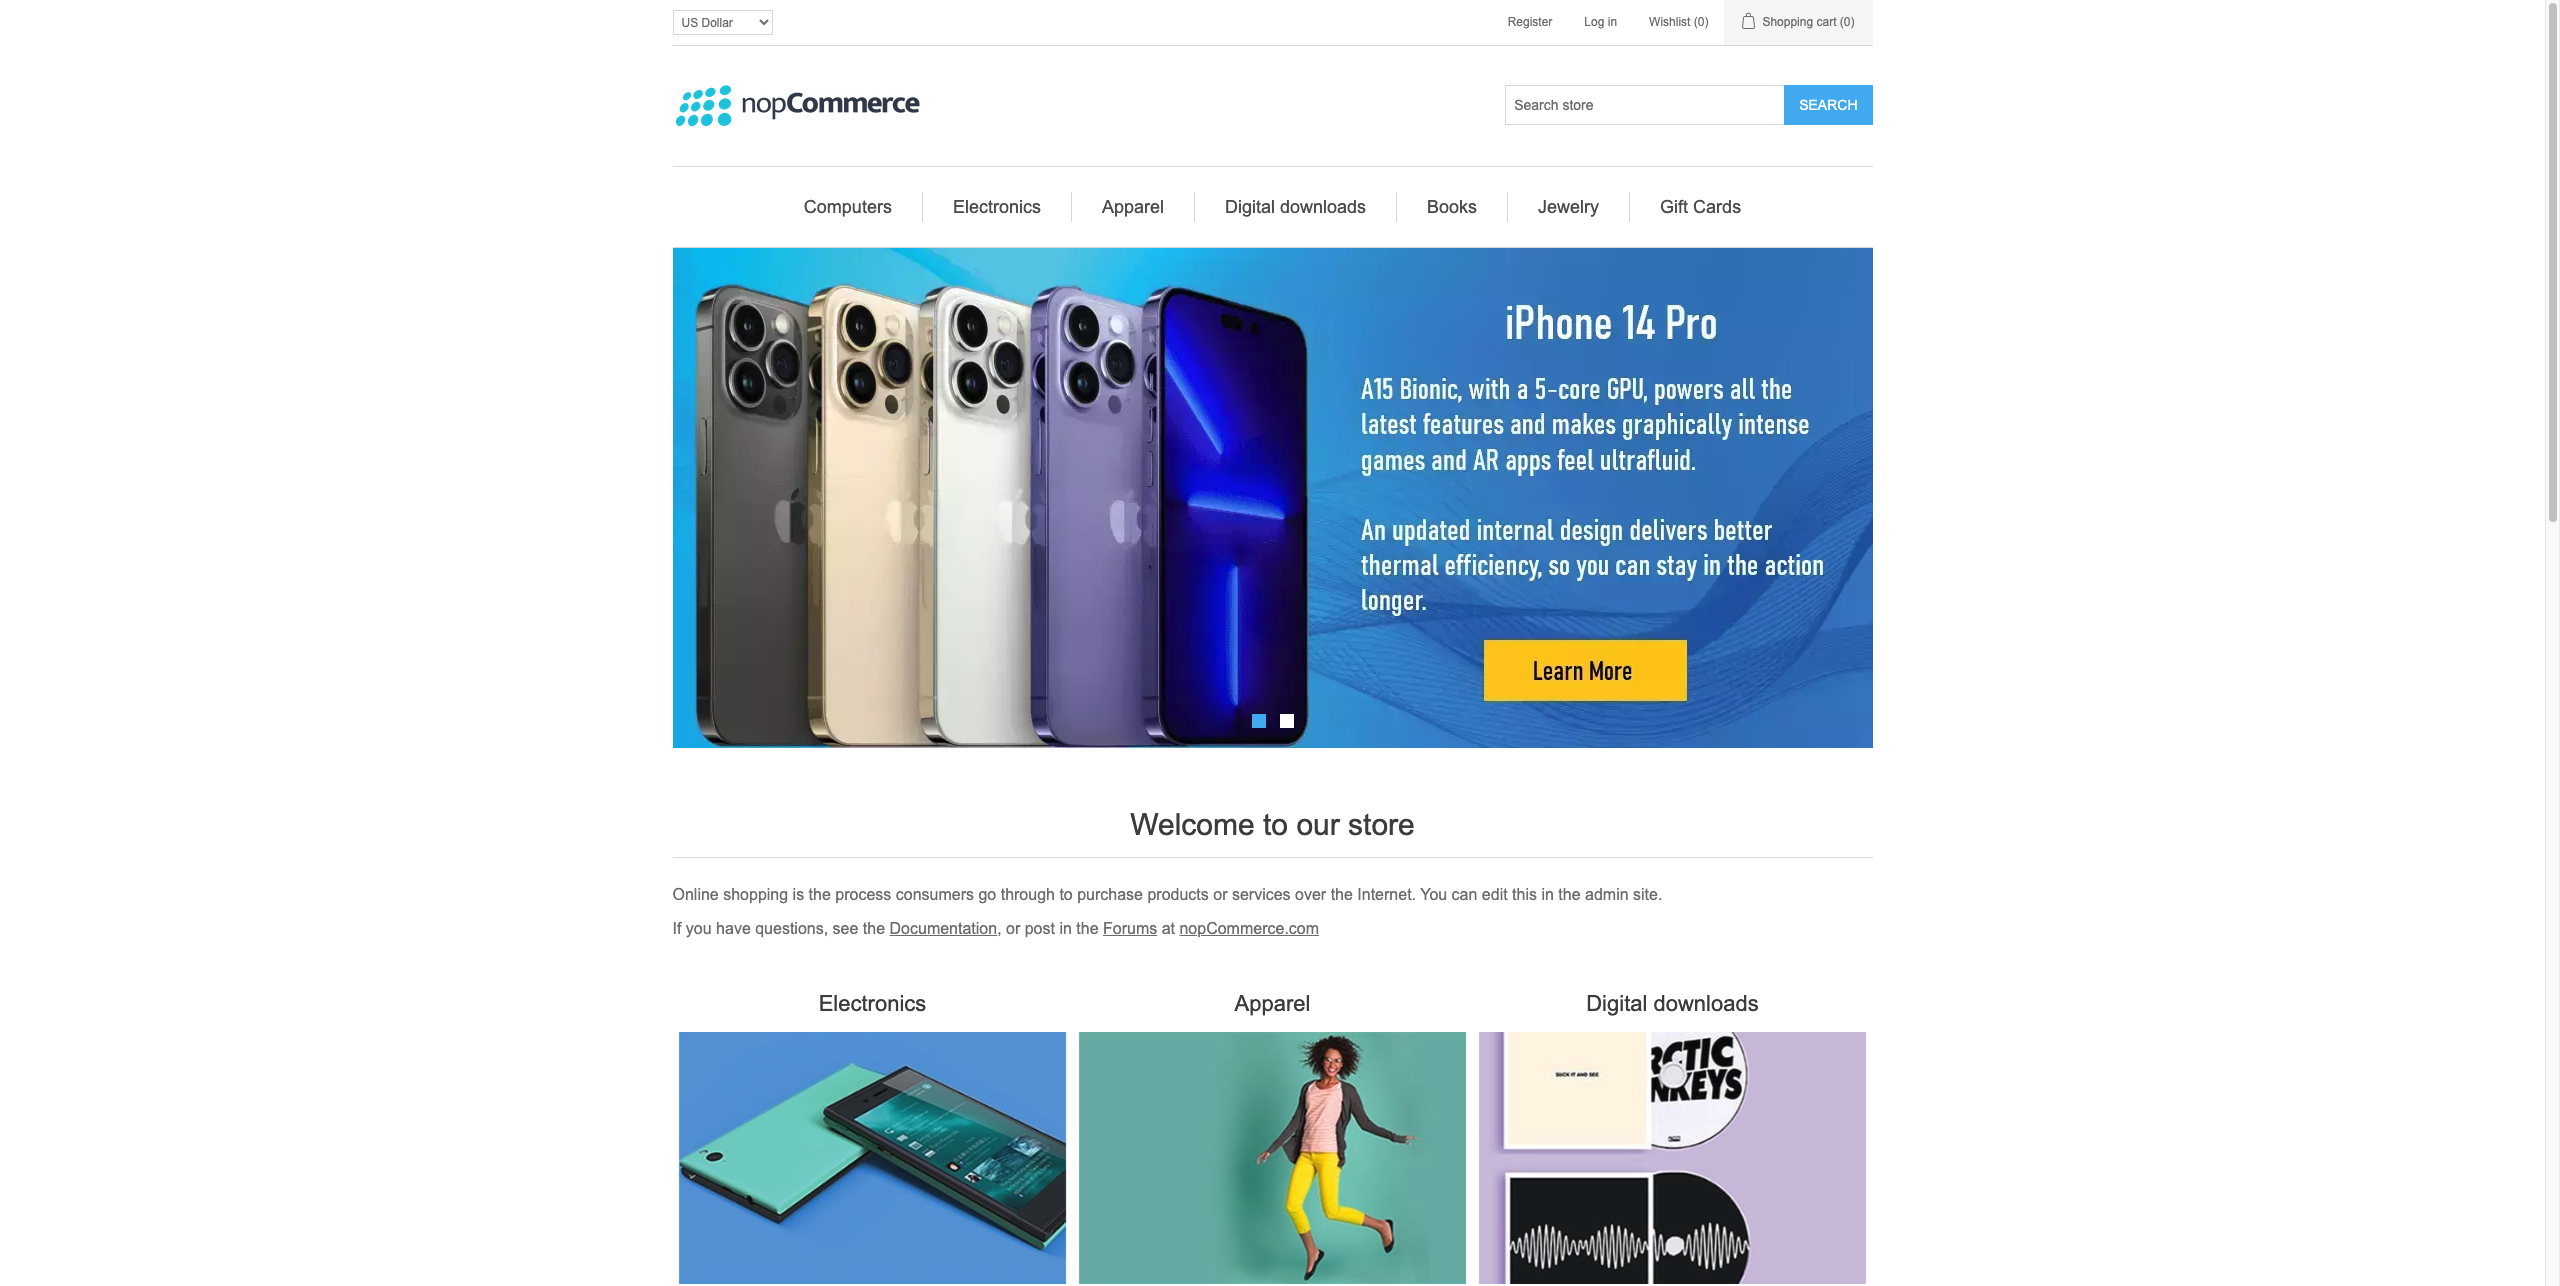 US Dollar
Register
Log in
Wishlist (0)
Shopping cart (0)
nopCommerce
Search store
SEARCH
Computers
Electronics
Apparel
Digital downloads
Books
Jewelry
Gift Cards
iPhone 14 Pro
A15 Bionic, with a 5-core GPU, powers all the
latest features and makes graphically intense
games and AR apps feel ultrafluid.
An updated internal design delivers better
thermal efficiency, so you can stay in the action
longer.
Learn More
Welcome to our store
Online shopping is the process consumers go through to purchase products or services over the Internet. You can edit this in the admin site.
If you have questions, see the Documentation, or post in the Forums at nopCommerce.com
Electronics
Apparel
Digital downloads
SUCK IT AND SEE
RCTIC
NKEYS